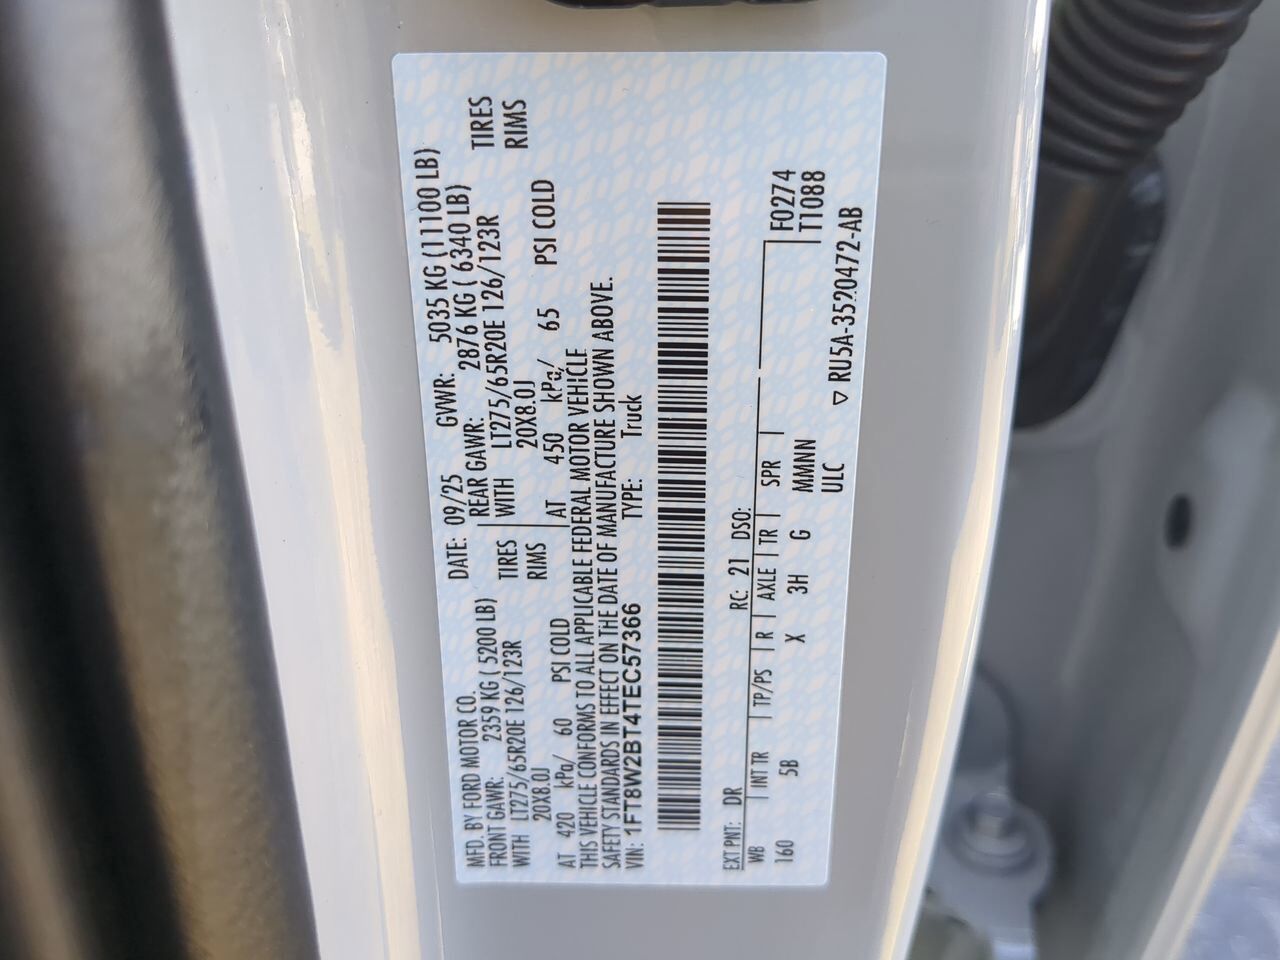 MFD. BY FORD MOTOR CO. DATE: 09/25 GVWR: 5035 KG (11100 LB)
FRONT GAWR: 2359 KG ( 5200 LB) REAR GAWR: 2876 KG ( 6340 LB)
WITH LT275/65R20E 126/123R TIRES WITH LT275/65R20E 126/123R TIRES
20X8.0J RIMS 20X8.0J RIMS
AT 420 kPa/ 60 PSI COLD AT 450 kPa/ 65 PSI COLD
THIS VEHICLE CONFORMS TO ALL APPLICABLE FEDERAL MOTOR VEHICLE
SAFETY STANDARDS IN EFFECT ON THE DATE OF MANUFACTURE SHOWN ABOVE.
VIN: 1FT8W2BT4TEC57366 TYPE: Truck
EXT PNT: DR RC: 21 DSO:
WB | INT TR | TP/PS | R | AXLE | TR | SPR |
160 5B X 3H G MMNN
ULC
F0274
T1088
▽ RU5A-3520472-AB